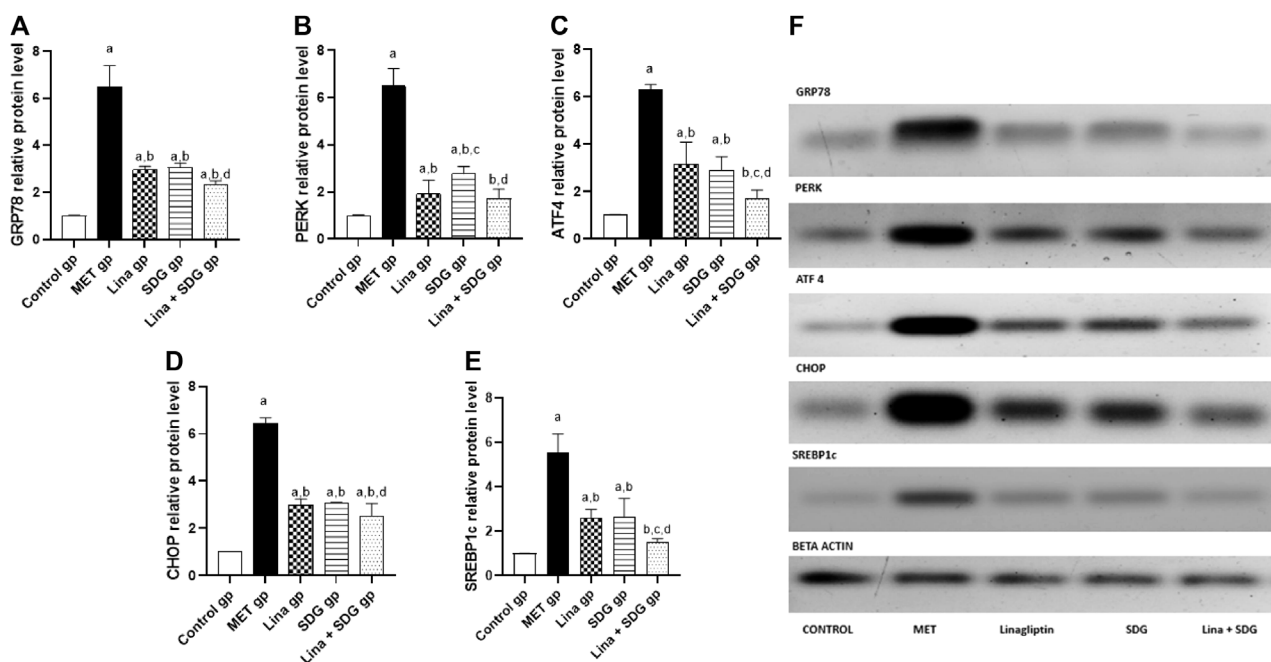 A
GRP78 relative protein level
8
6
4
2
0
a
a,b
a,b
a,b,d
Control gp
MET gp
Lina gp
SDG gp
Lina + SDG gp
B
PERK relative protein level
8
6
4
2
0
a
a,b
a,b,c
b,d
Control gp
MET gp
Lina gp
SDG gp
Lina + SDG gp
C
ATF4 relative protein level
8
6
4
2
0
a
a,b
a,b
b,c,d
Control gp
MET gp
Lina gp
SDG gp
Lina + SDG gp
D
CHOP relative protein level
8
6
4
2
0
a
a,b
a,b
a,b,d
Control gp
MET gp
Lina gp
SDG gp
Lina + SDG gp
E
SREBP1c relative protein level
8
6
4
2
0
a
a,b
a,b
b,c,d
Control gp
MET gp
Lina gp
SDG gp
Lina + SDG gp
F
GRP78
PERK
ATF 4
CHOP
SREBP1c
BETA ACTIN
CONTROL MET Linagliptin SDG Lina + SDG